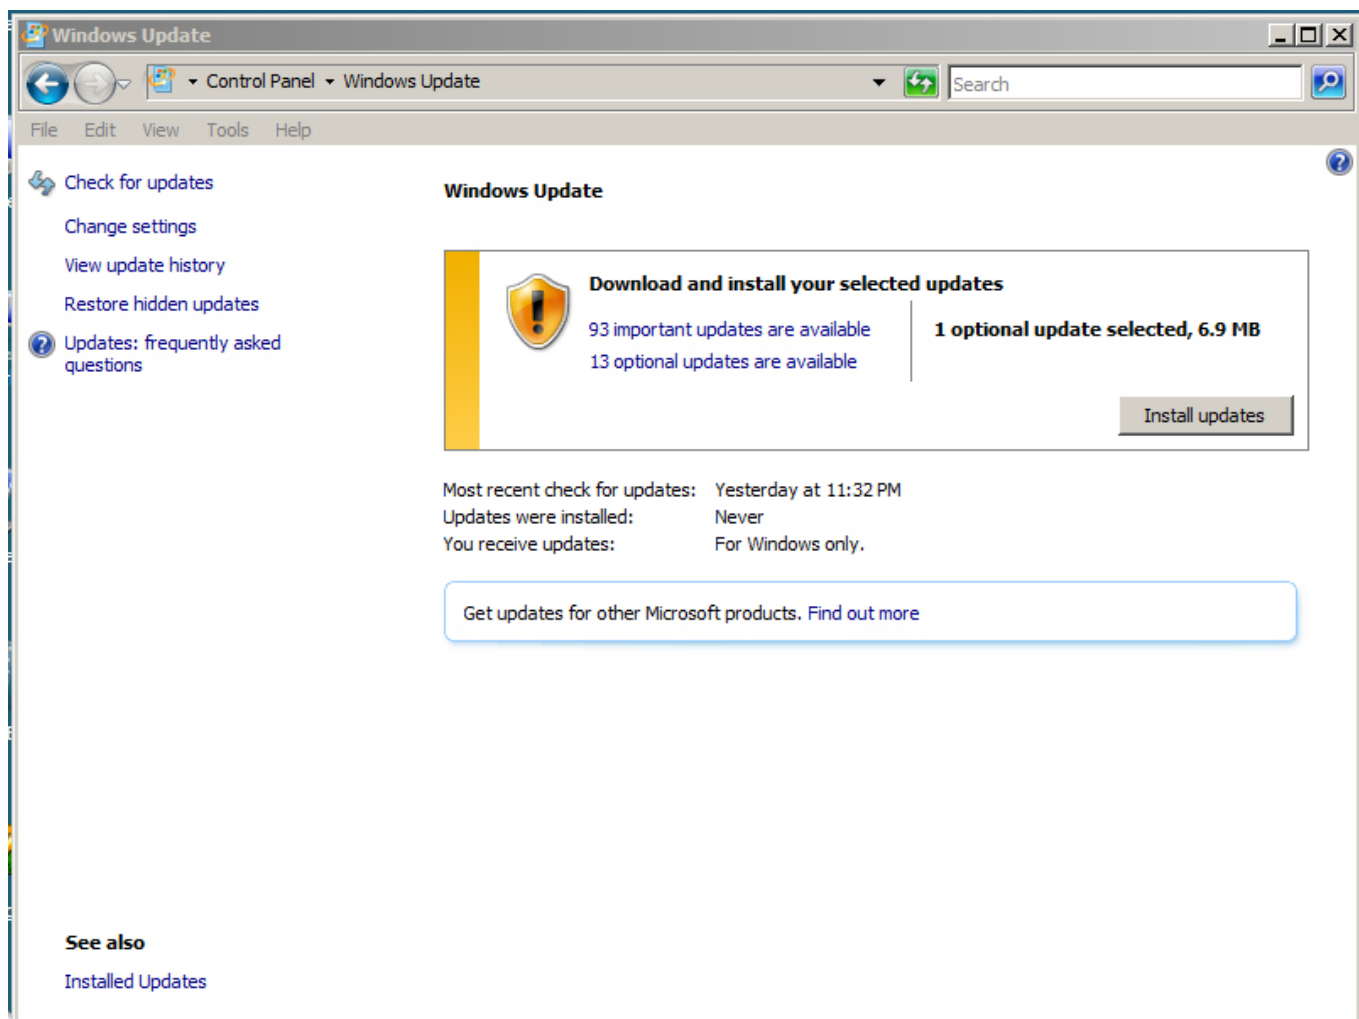 Windows Update
Control Panel Windows Update
Search
File Edit View Tools Help
Check for updates
Change settings
View update history
Restore hidden updates
Updates: frequently asked
questions
Windows Update
Download and install your selected updates
93 important updates are available
13 optional updates are available
1 optional update selected, 6.9 MB
Install updates
Most recent check for updates: Yesterday at 11:32 PM
Updates were installed: Never
You receive updates: For Windows only.
Get updates for other Microsoft products. Find out more
See also
Installed Updates